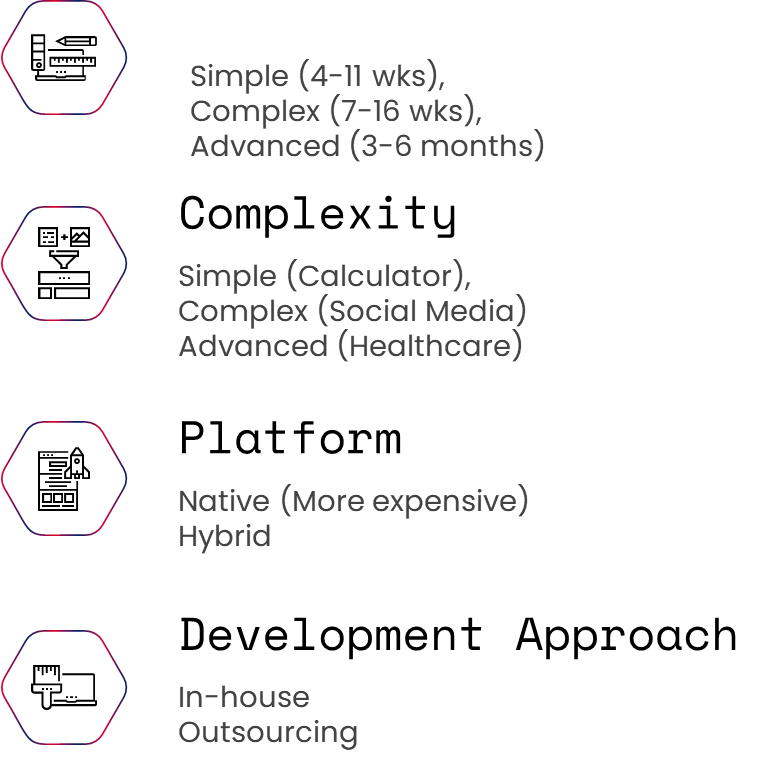 Simple (4-11 wks),
Complex (7-16 wks),
Advanced (3-6 months)
Complexity
Simple (Calculator),
Complex (Social Media)
Advanced (Healthcare)
Platform
Native (More expensive)
Hybrid
Development Approach
In-house
Outsourcing